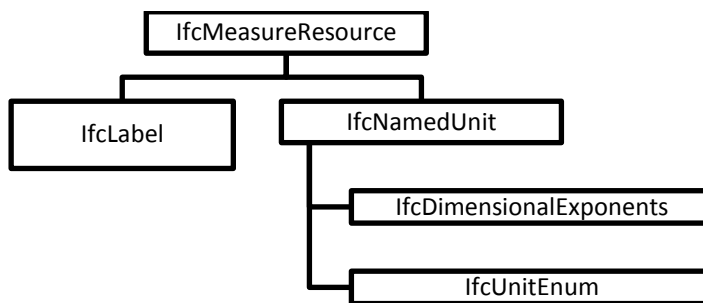 IfcMeasureResource
IfcLabel
IfcNamedUnit
IfcDimensionalExponents
IfcUnitEnum